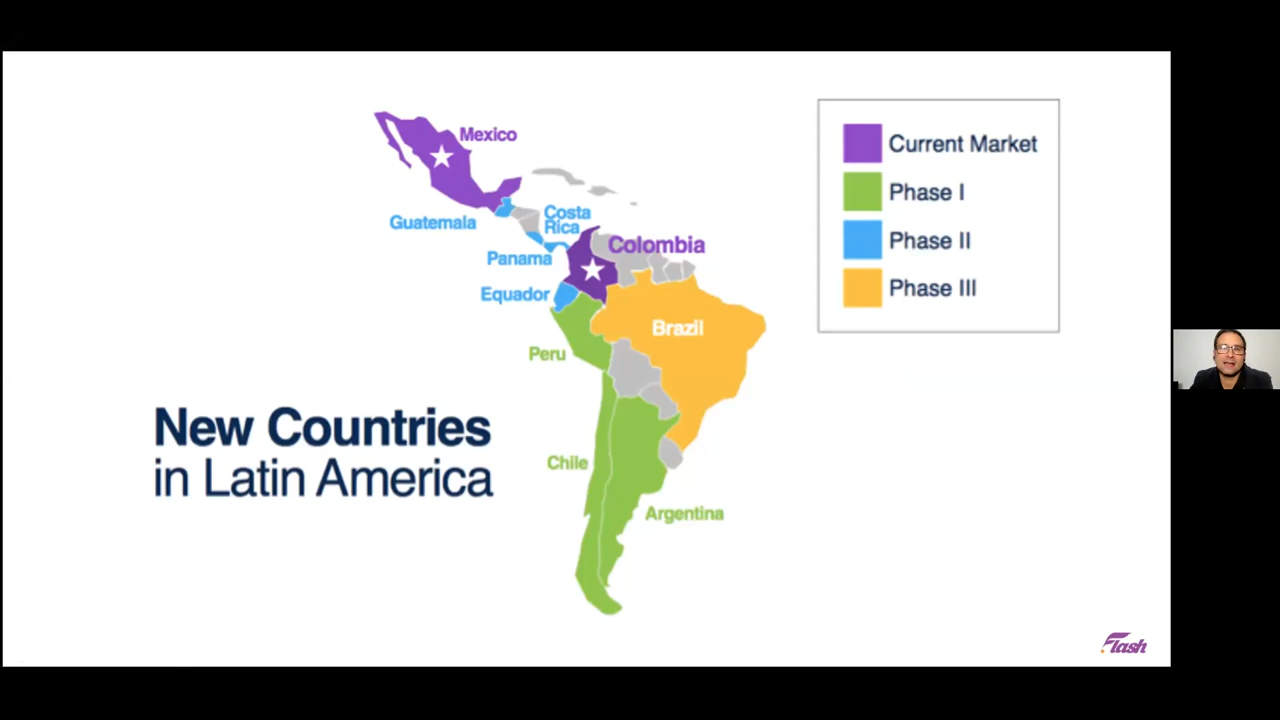 Mexico
Guatemala
Costa
Rica
Panama
Colombia
Equador
Brazil
Peru
Chile
Argentina
New Countries
in Latin America
Current Market
Phase I
Phase II
Phase III
Flash